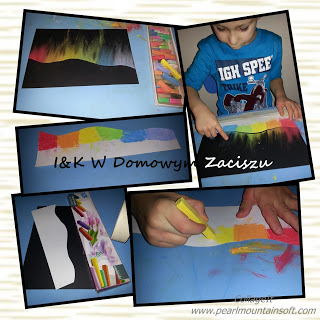 IGH SPEE
I&K W Domowym Zaciszu
www.pearlmountainsoft.com